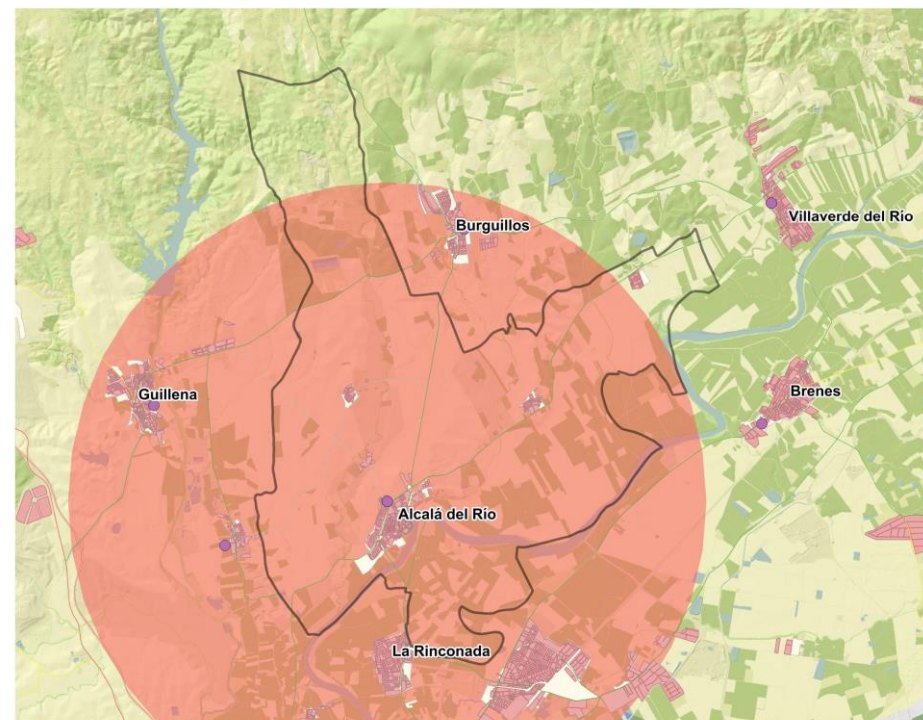 Burguillos
Villaverde del Río
Guillena
Brenes
Alcalá del Río
La Rinconada